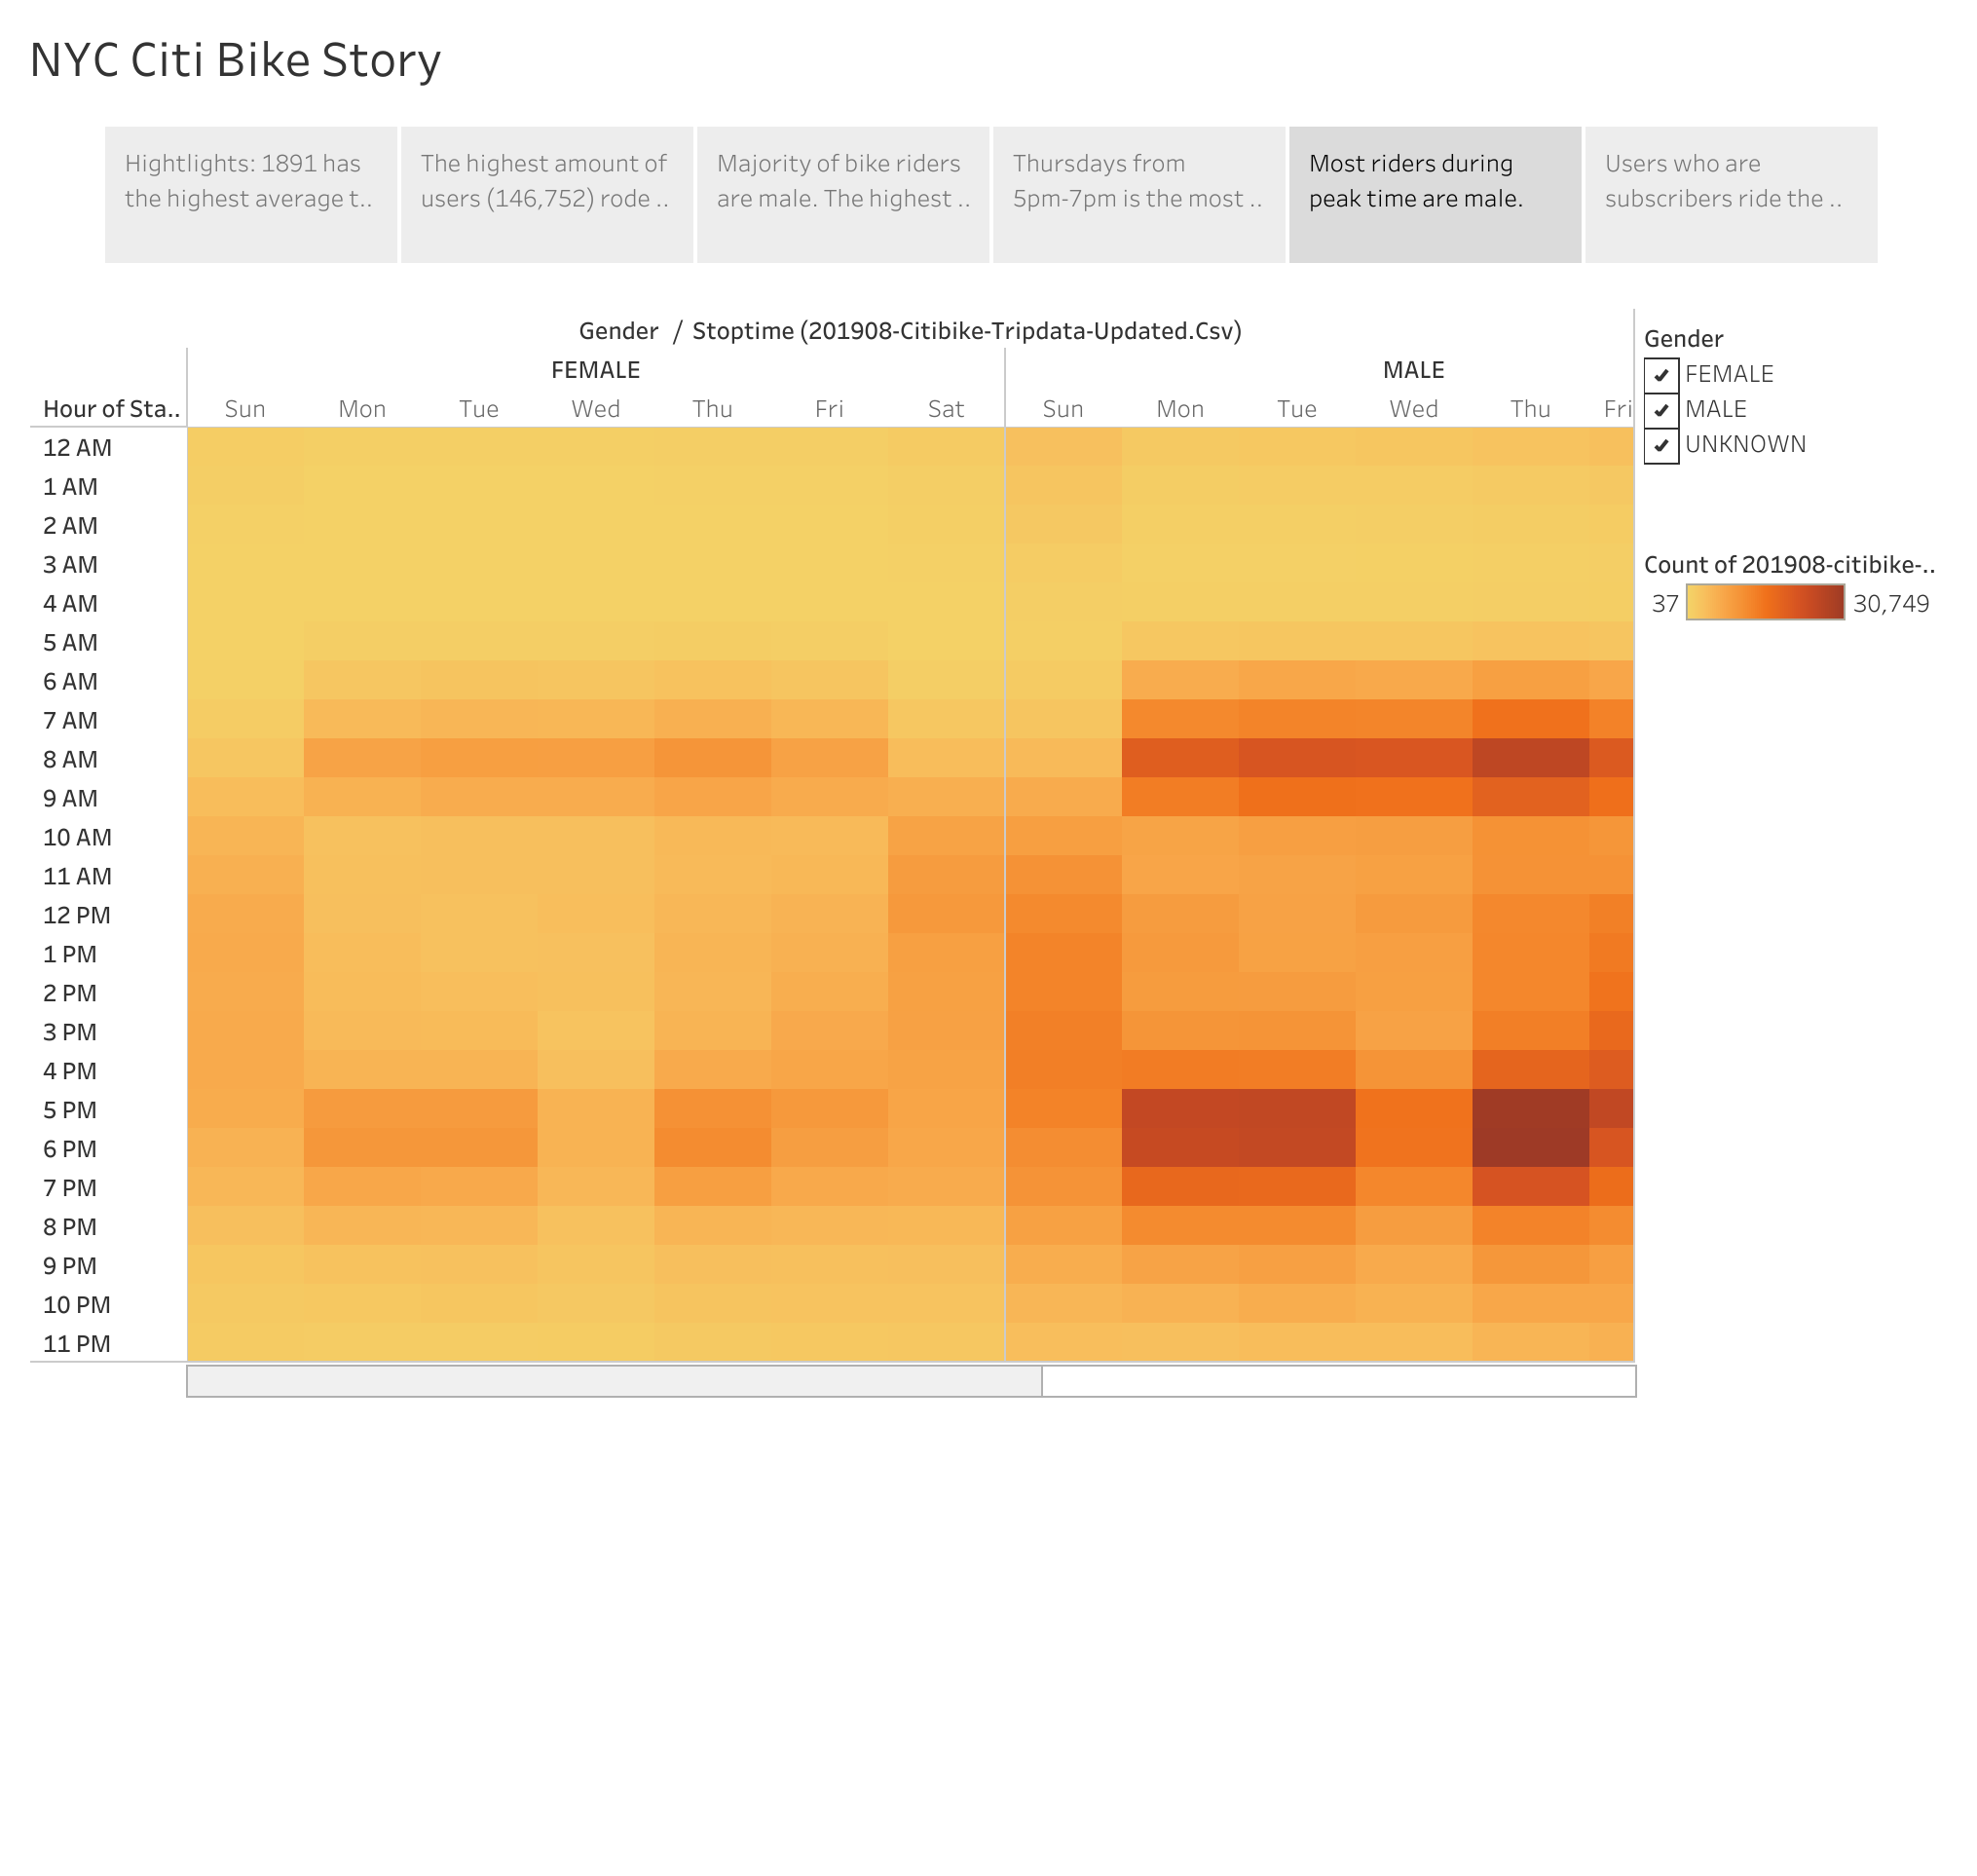 NYC Citi Bike Story
Hightlights: 1891 has
the highest average t..
The highest amount of
users (146,752) rode ..
Majority of bike riders
are male. The highest ..
Thursdays from
5pm-7pm is the most ..
Most riders during
peak time are male.
Users who are
subscribers ride the ..
Gender / Stoptime (201908-Citibike-Tripdata-Updated.Csv)
FEMALE MALE
Hour of Sta.. Sun Mon Tue Wed Thu Fri Sat Sun Mon Tue Wed Thu Fri
12 AM
1 AM
2 AM
3 AM
4 AM
5 AM
6 AM
7 AM
8 AM
9 AM
10 AM
11 AM
12 PM
1 PM
2 PM
3 PM
4 PM
5 PM
6 PM
7 PM
8 PM
9 PM
10 PM
11 PM
Gender
FEMALE
MALE
UNKNOWN
Count of 201908-citibike-..
37 30,749